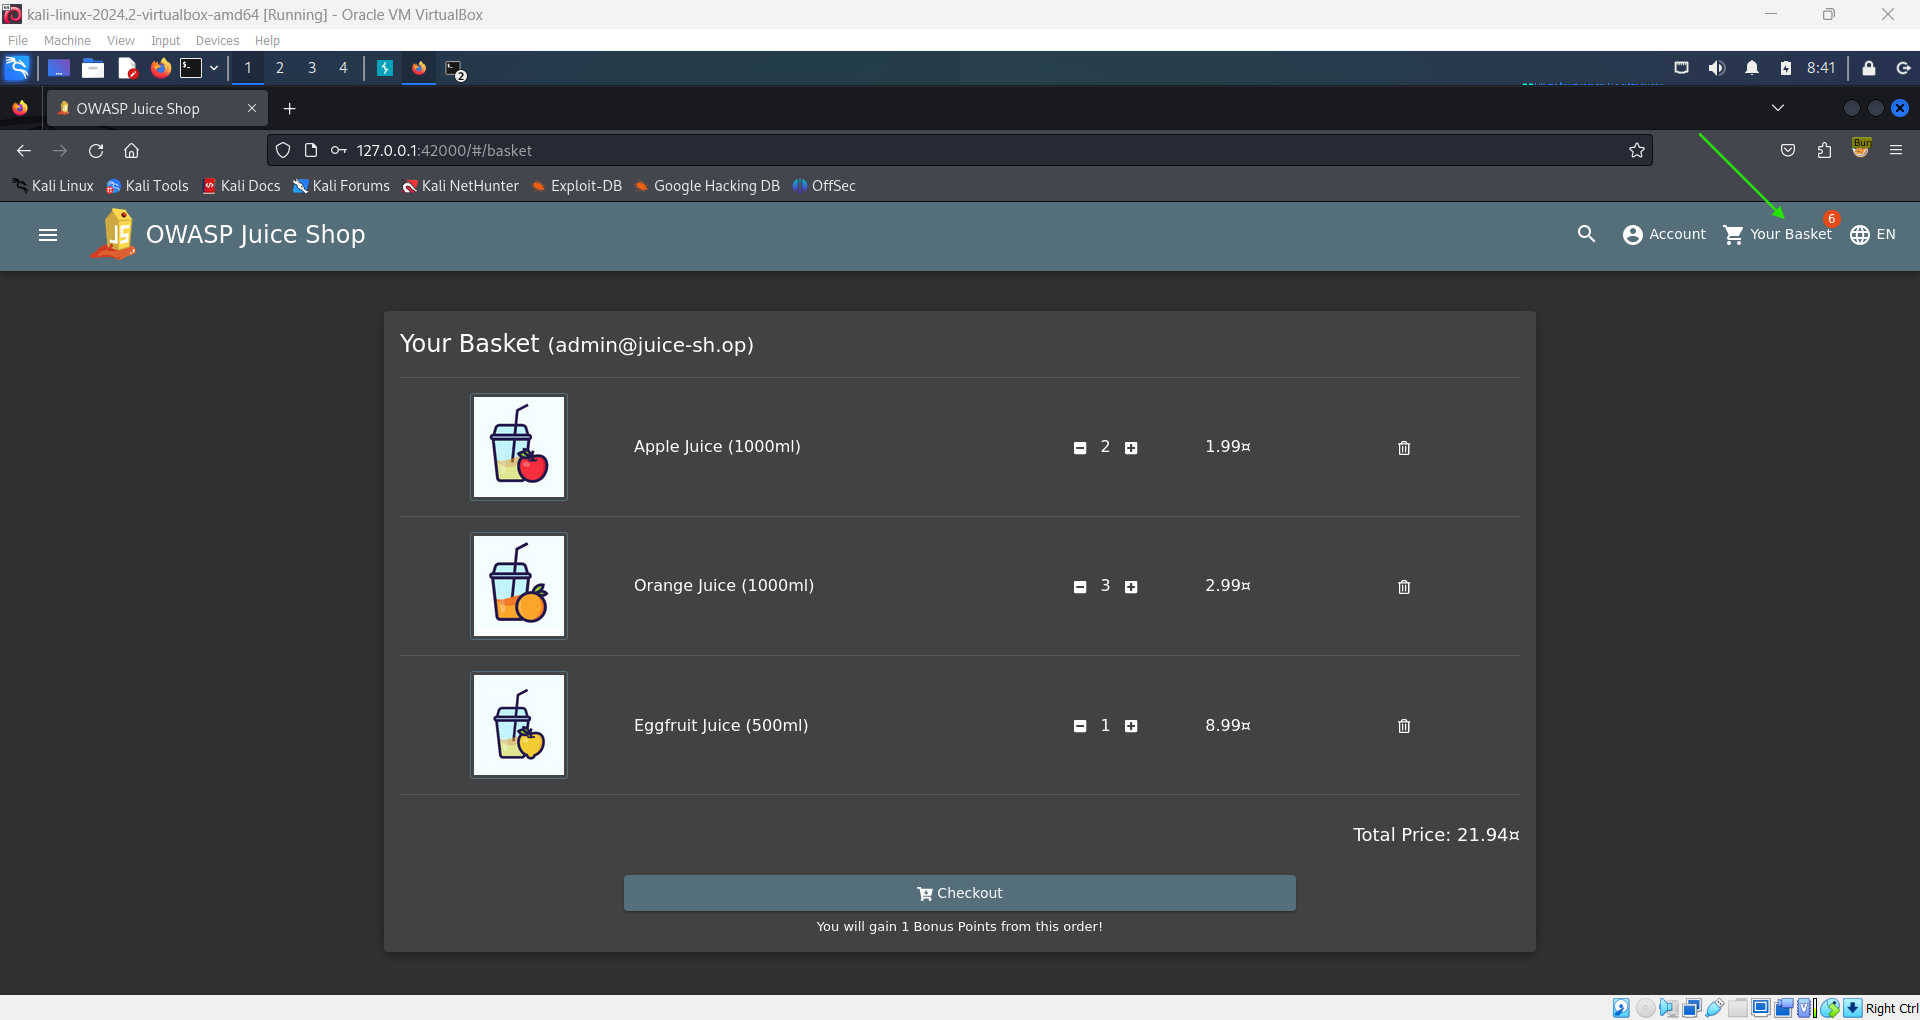 kali-linux-2024.2-virtualbox-amd64 [Running] - Oracle VM VirtualBox
File Machine View Input Devices Help
1 2 3 4 2 8:41
OWASP Juice Shop
127.0.0.1:42000/#/basket
Burp
Kali Linux Kali Tools Kali Docs Kali Forums Kali NetHunter Exploit-DB Google Hacking DB OffSec
OWASP Juice Shop Account Your Basket 6 EN
Your Basket (admin@juice-sh.op)
Apple Juice (1000ml) 2 1.99¤
Orange Juice (1000ml) 3 2.99¤
Eggfruit Juice (500ml) 1 8.99¤
Total Price: 21.94¤
Checkout
You will gain 1 Bonus Points from this order!
Right Ctrl